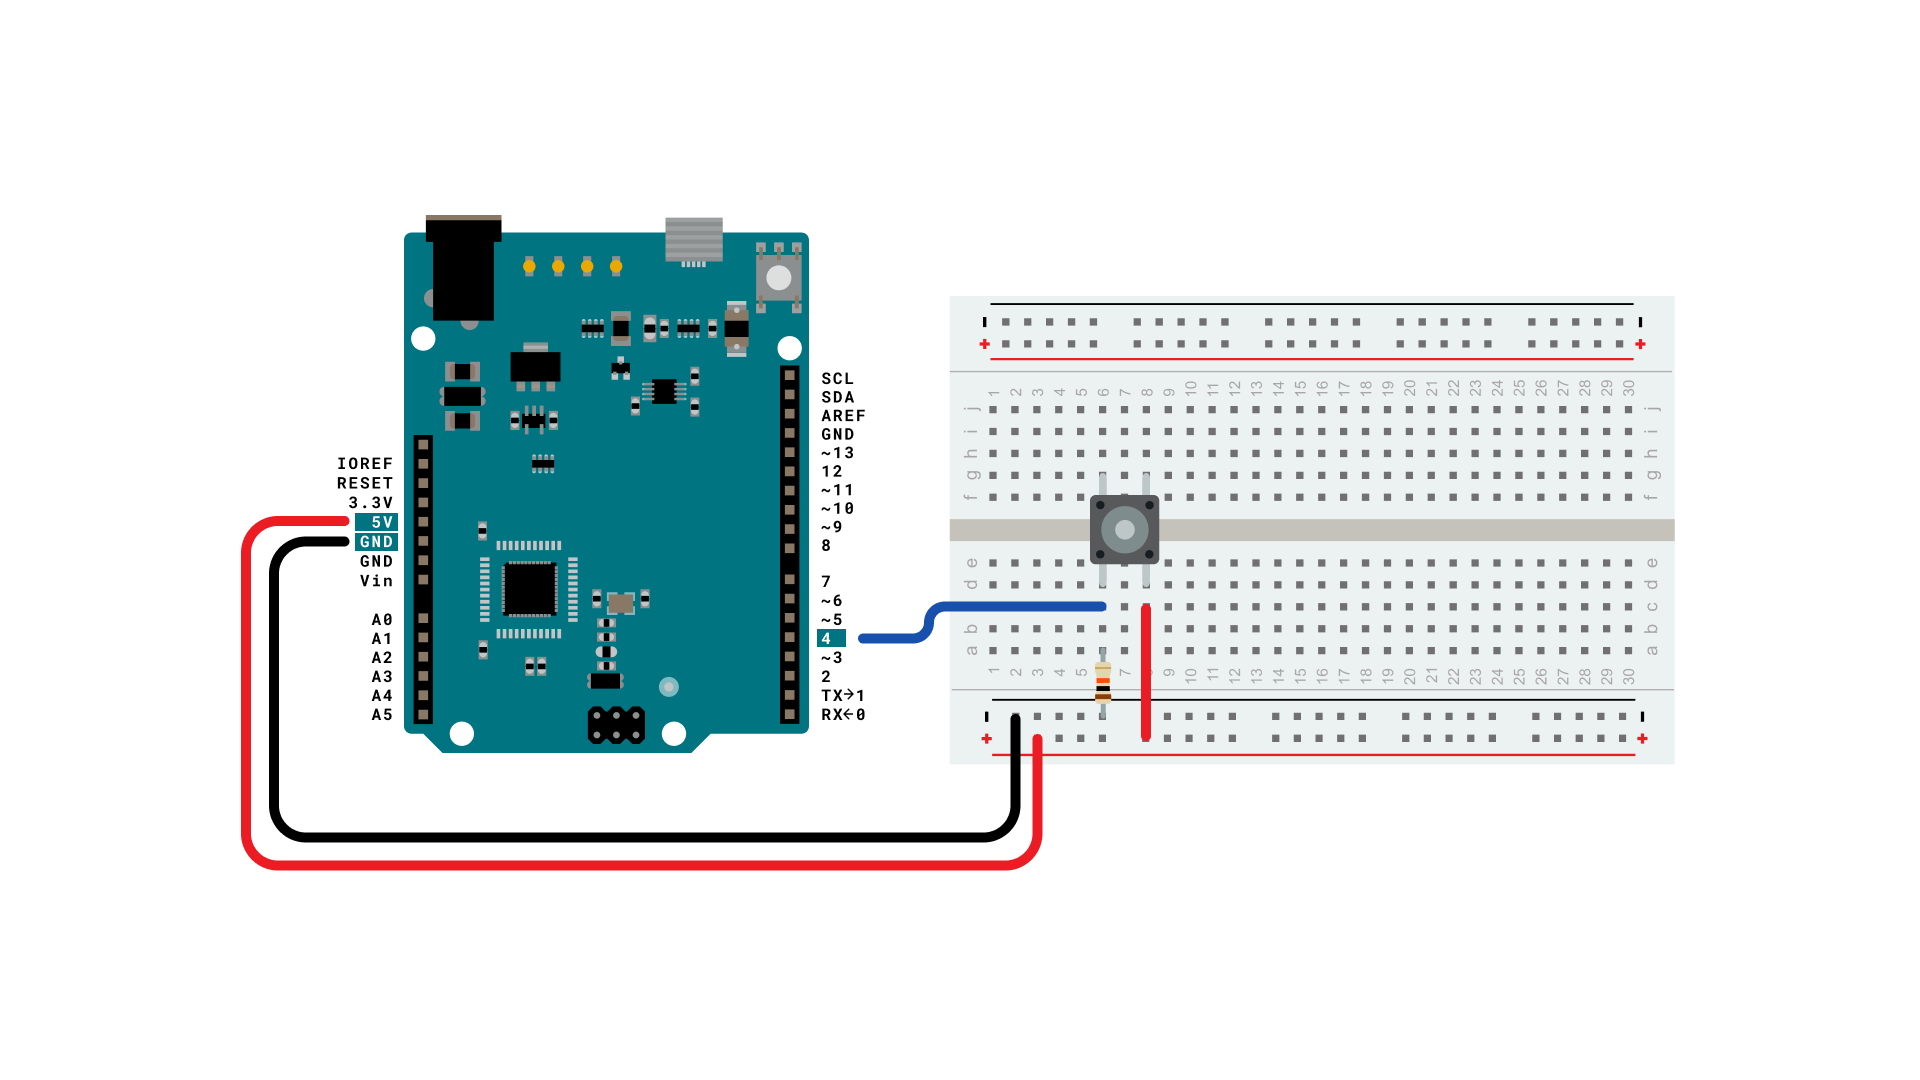 IOREF
RESET
3.3V
5V
GND
GND
Vin
A0
A1
A2
A3
A4
A5
SCL
SDA
AREF
GND
~13
12
~11
~10
~9
8
7
~6
~5
4
~3
2
TX→1
RX←0
- -
+ +
1 2 3 4 5 6 7 8 9 10 11 12 13 14 15 16 17 18 19 20 21 22 23 24 25 26 27 28 29 30
j j
i i
h h
g g
f f
e e
d d
c
b b
a a
1 2 3 4 5 7 9 10 11 12 13 14 15 16 17 18 19 20 21 22 23 24 25 26 27 28 29 30
- -
+ +